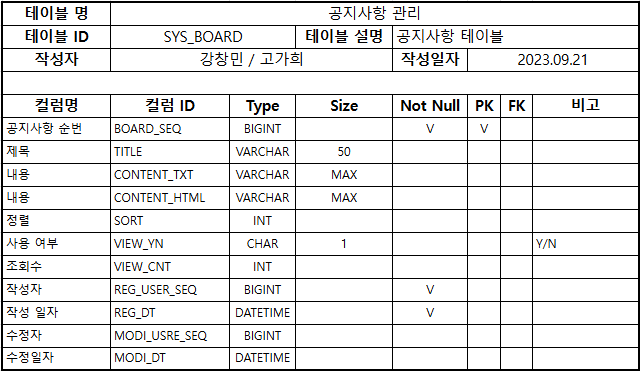 테이블 명 공지사항 관리
테이블 ID SYS_BOARD 테이블 설명 공지사항 테이블
작성자 강창민 / 고가희 작성일자 2023.09.21
컬럼명 컬럼 ID Type Size Not Null PK FK 비고
공지사항 순번 BOARD_SEQ BIGINT V V
제목 TITLE VARCHAR 50
내용 CONTENT_TXT VARCHAR MAX
내용 CONTENT_HTML VARCHAR MAX
정렬 SORT INT
사용 여부 VIEW_YN CHAR 1 Y/N
조회수 VIEW_CNT INT
작성자 REG_USER_SEQ BIGINT V
작성 일자 REG_DT DATETIME V
수정자 MODI_USRE_SEQ BIGINT
수정일자 MODI_DT DATETIME